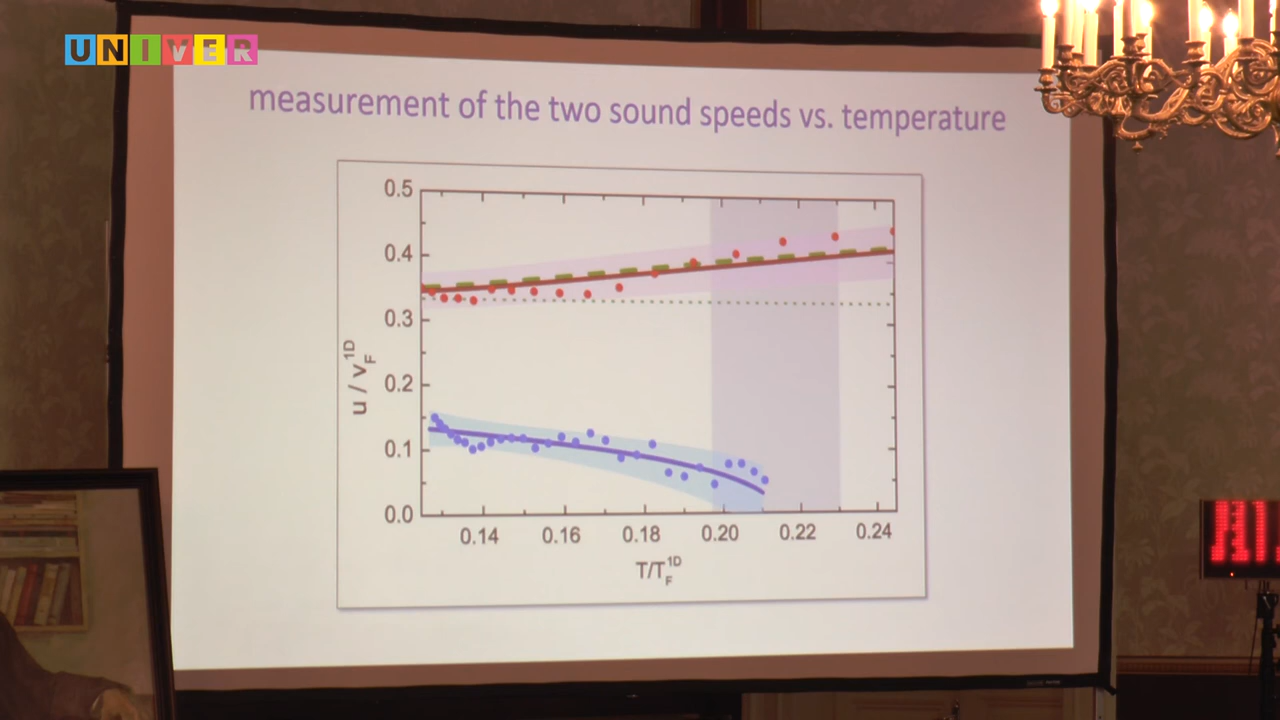 UNIVER
measurement of the two sound speeds vs. temperature
0.5
0.4
0.3
0.2
0.1
0.0
u / v_F^1D
0.14 0.16 0.18 0.20 0.22 0.24
T/T_F^1D